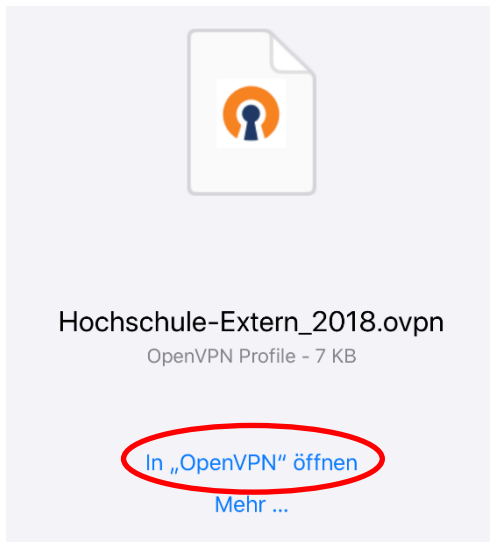 Hochschule-Extern_2018.ovpn
OpenVPN Profile - 7 KB
In „OpenVPN“ öffnen
Mehr ...